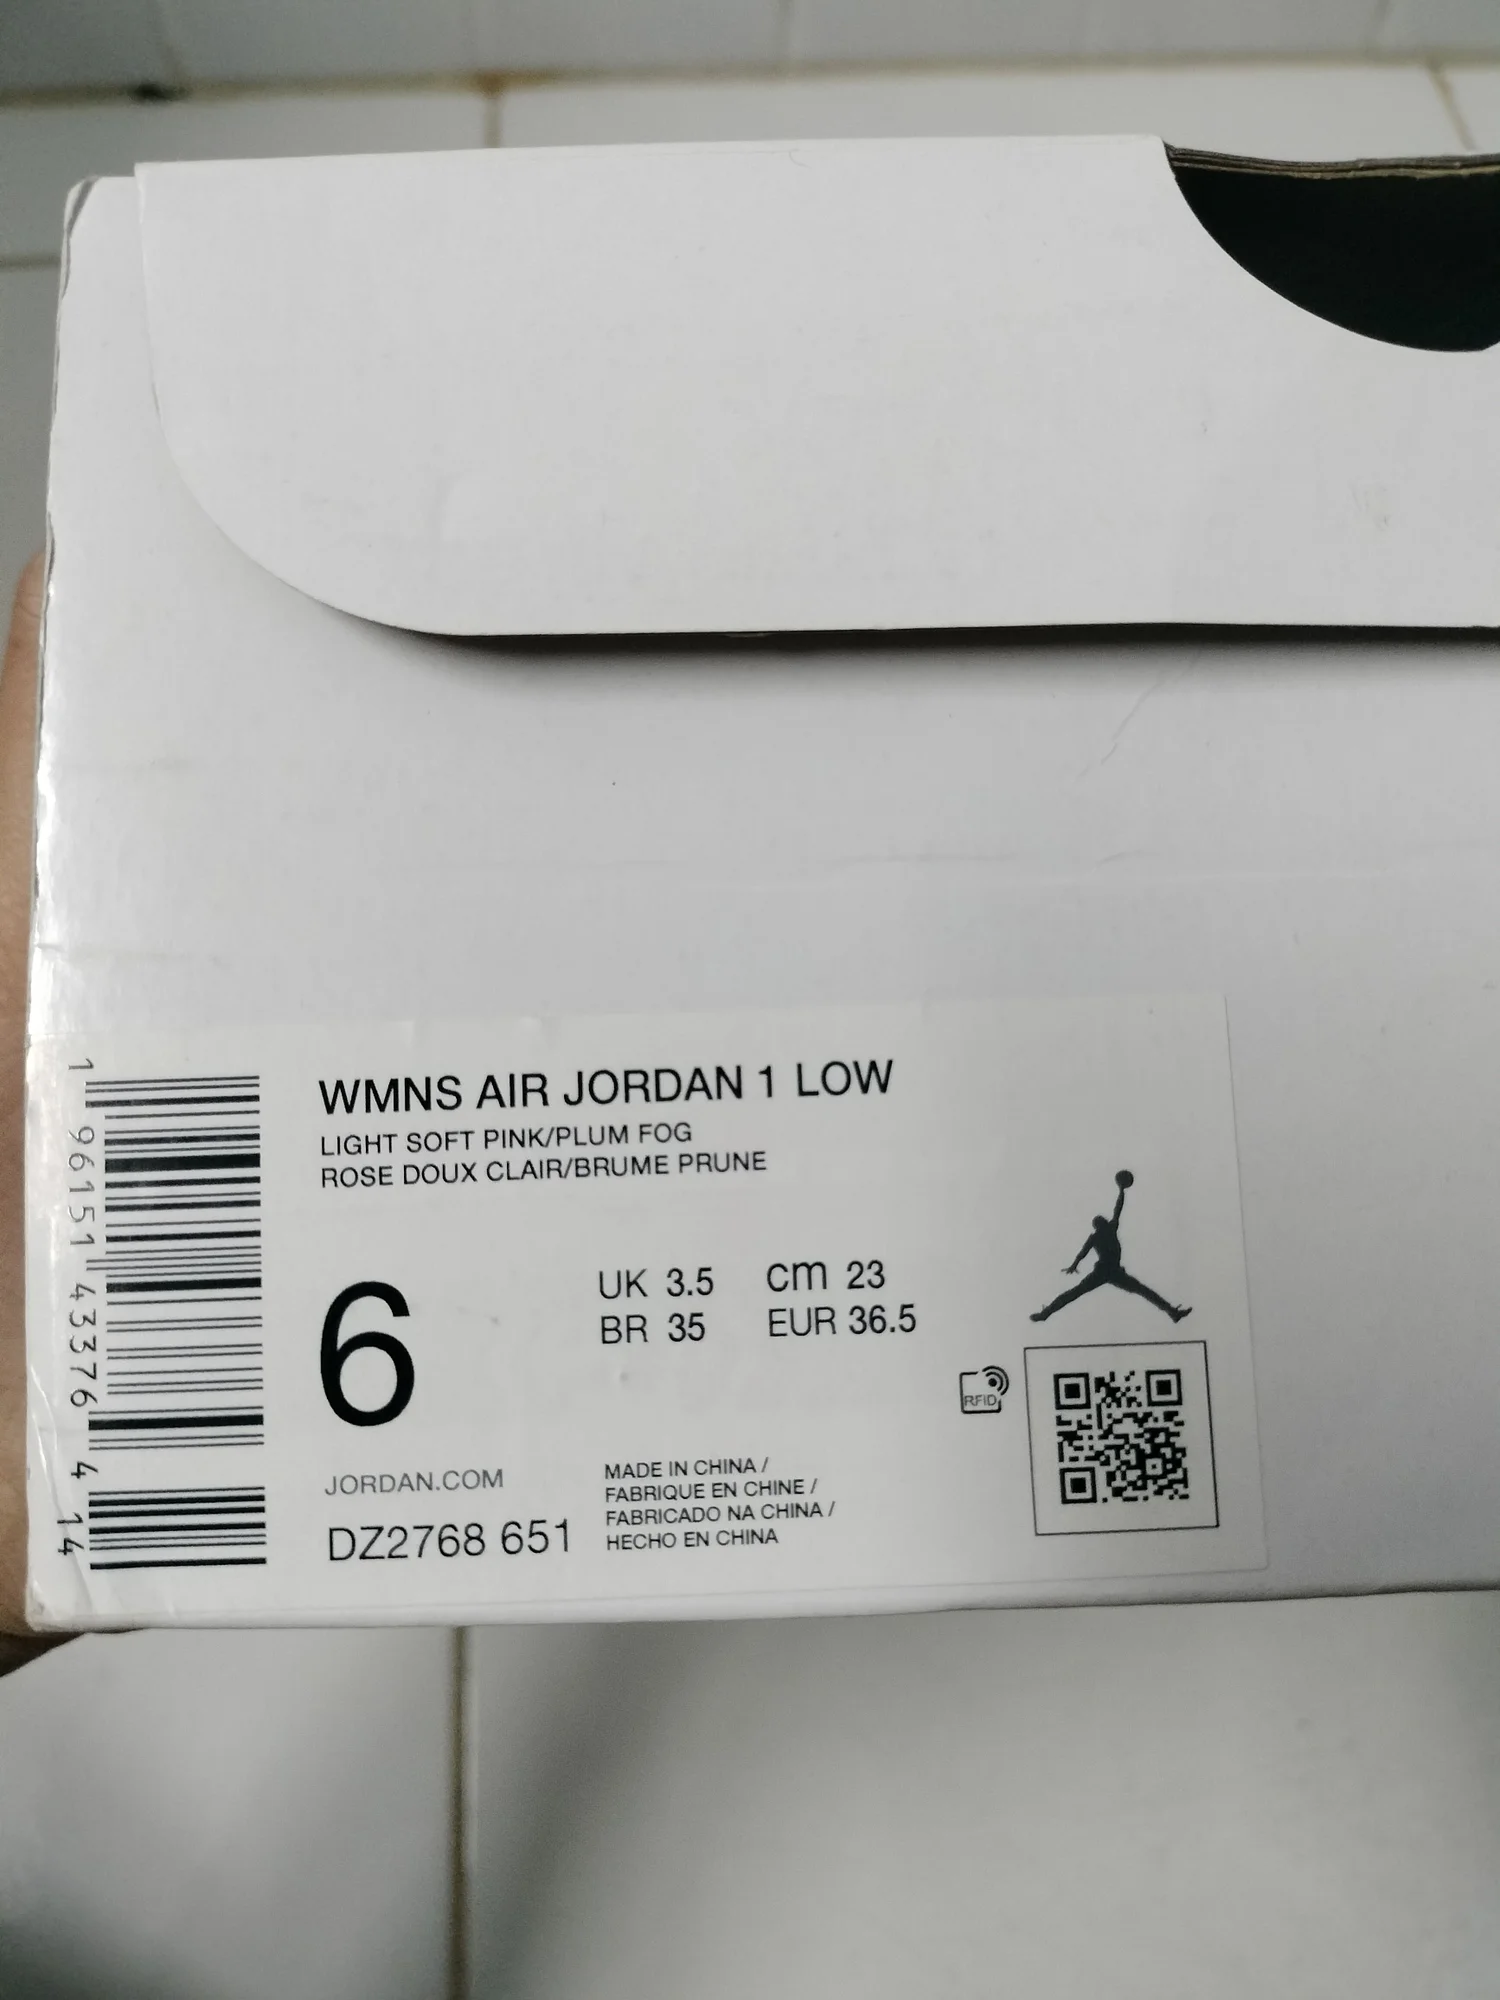 WMNS AIR JORDAN 1 LOW
LIGHT SOFT PINK/PLUM FOG
ROSE DOUX CLAIR/BRUME PRUNE
6
UK 3.5 cm 23
BR 35 EUR 36.5
RFID
JORDAN.COM
DZ2768 651
MADE IN CHINA /
FABRIQUE EN CHINE /
FABRICADO NA CHINA /
HECHO EN CHINA
1 96151 43376 4 14